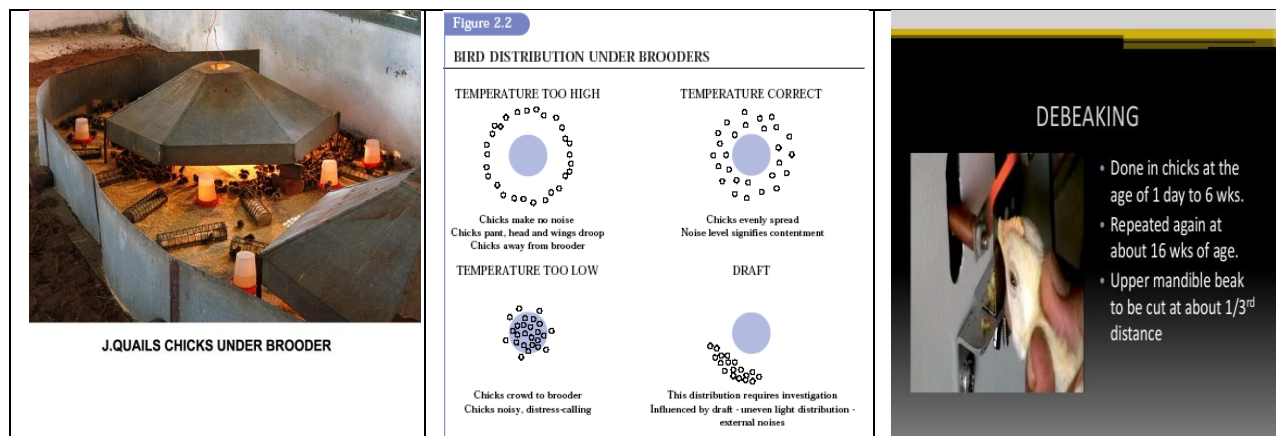 J.QUAILS CHICKS UNDER BROODER
Figure 2.2
BIRD DISTRIBUTION UNDER BROODERS
TEMPERATURE TOO HIGH
Chicks make no noise
Chicks pant, head and wings droop
Chicks away from brooder
TEMPERATURE CORRECT
Chicks evenly spread
Noise level signifies contentment
TEMPERATURE TOO LOW
Chicks crowd to brooder
Chicks noisy, distress-calling
DRAFT
This distribution requires investigation
Influenced by draft - uneven light distribution -
external noises
DEBEAKING
• Done in chicks at the
age of 1 day to 6 wks.
• Repeated again at
about 16 wks of age.
• Upper mandible beak
to be cut at about 1/3rd
distance